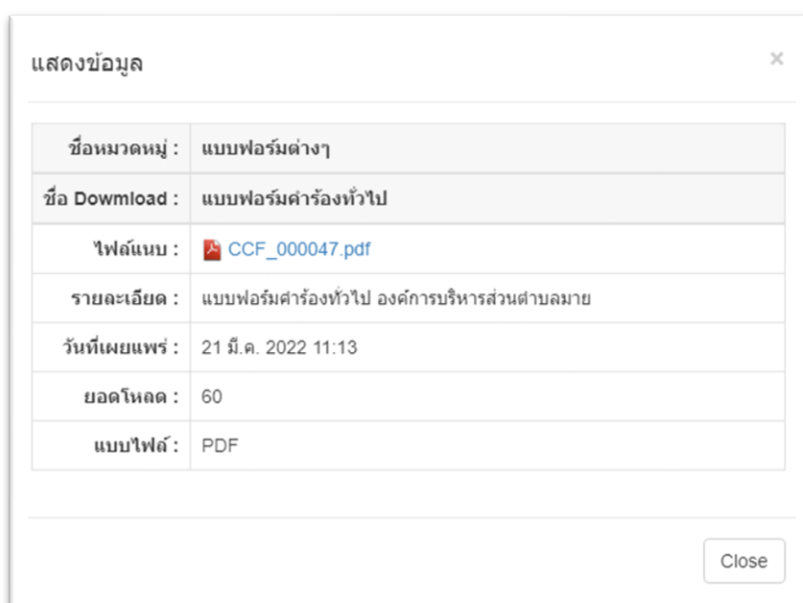 แสดงข้อมูล ×
ชื่อหมวดหมู่ : แบบฟอร์มต่างๆ
ชื่อ Dowmload : แบบฟอร์มคำร้องทั่วไป
ไฟล์แนบ : CCF_000047.pdf
รายละเอียด : แบบฟอร์มคำร้องทั่วไป องค์การบริหารส่วนตำบลมาย
วันที่เผยแพร่ : 21 มี.ค. 2022 11:13
ยอดโหลด : 60
แบบไฟล์ : PDF
Close